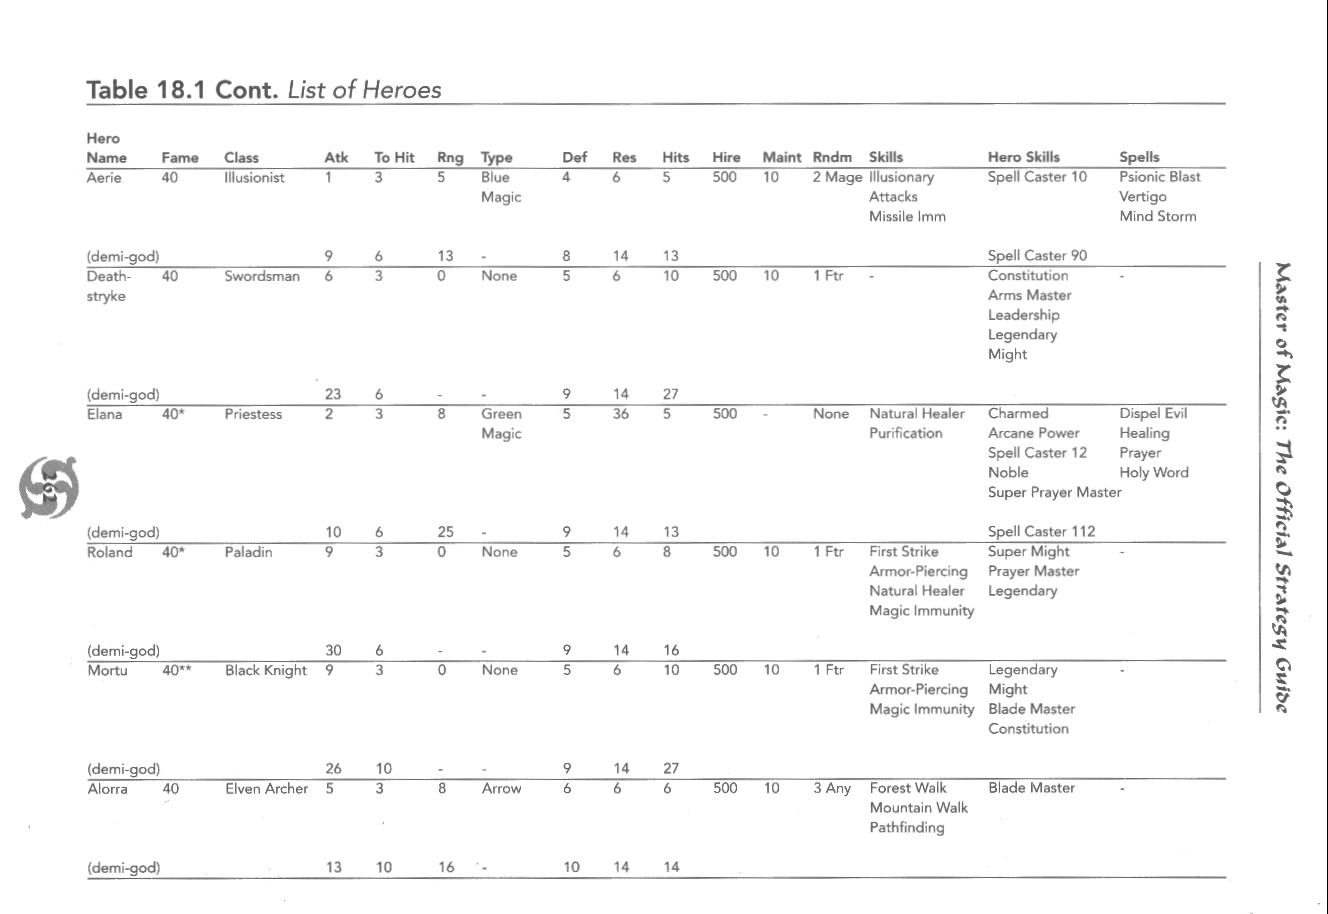 Table 18.1 Cont. List of Heroes
Hero
Name Fame Class Atk To Hit Rng Type Def Res Hits Hire Maint Rndm Skills Hero Skills Spells
Aerie 40 Illusionist 1 3 5 Blue 4 6 5 500 10 2 Mage Illusionary Spell Caster 10 Psionic Blast
Magic Attacks Vertigo
Missile Imm Mind Storm
(demi-god) 9 6 13 - 8 14 13 Spell Caster 90
Death- 40 Swordsman 6 3 0 None 5 6 10 500 10 1 Ftr - Constitution -
stryke Arms Master
Leadership
Legendary
Might
(demi-god) 23 6 - - 9 14 27
Elana 40* Priestess 2 3 8 Green 5 36 5 500 - None Natural Healer Charmed Dispel Evil
Magic Purification Arcane Power Healing
Spell Caster 12 Prayer
Noble Holy Word
Super Prayer Master
(demi-god) 10 6 25 - 9 14 13 Spell Caster 112
Roland 40* Paladin 9 3 0 None 5 6 8 500 10 1 Ftr First Strike Super Might -
Armor-Piercing Prayer Master
Natural Healer Legendary
Magic Immunity
(demi-god) 30 6 - - 9 14 16
Mortu 40** Black Knight 9 3 0 None 5 6 10 500 10 1 Ftr First Strike Legendary -
Armor-Piercing Might
Magic Immunity Blade Master
Constitution
(demi-god) 26 10 - - 9 14 27
Alorra 40 Elven Archer 5 3 8 Arrow 6 6 6 500 10 3 Any Forest Walk Blade Master -
Mountain Walk
Pathfinding
(demi-god) 13 10 16 - 10 14 14
Master of Magic: The Official Strategy Guide
262